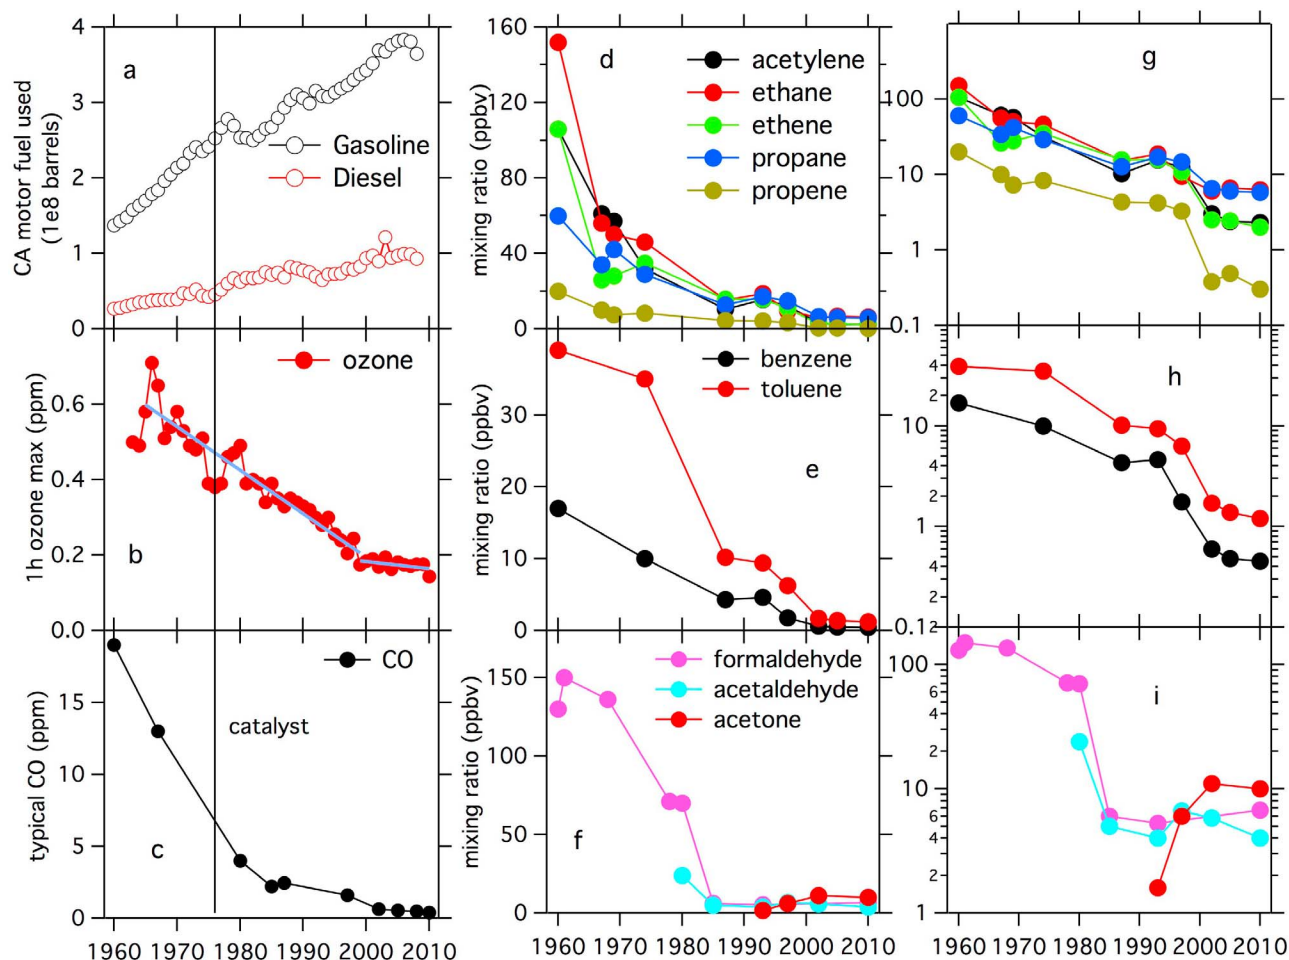 4
3
2
1
0
CA motor fuel used
(1e8 barrels)
a
Gasoline
Diesel
160
120
80
40
0
mixing ratio (ppbv)
d
acetylene
ethane
ethene
propane
propene
100
10
1
0.1
g
0.6
0.4
0.2
0.0
1h ozone max (ppm)
ozone
b
30
20
10
0
mixing ratio (ppbv)
benzene
toluene
e
4
2
10
6
4
2
1
6
4
2
0.1
h
15
10
5
0
typical CO (ppm)
CO
catalyst
c
1960 1970 1980 1990 2000 2010
150
100
50
0
mixing ratio (ppbv)
formaldehyde
acetaldehyde
acetone
f
1960 1970 1980 1990 2000 2010
2
100
6
4
2
10
8
6
4
2
1
i
1960 1970 1980 1990 2000 2010